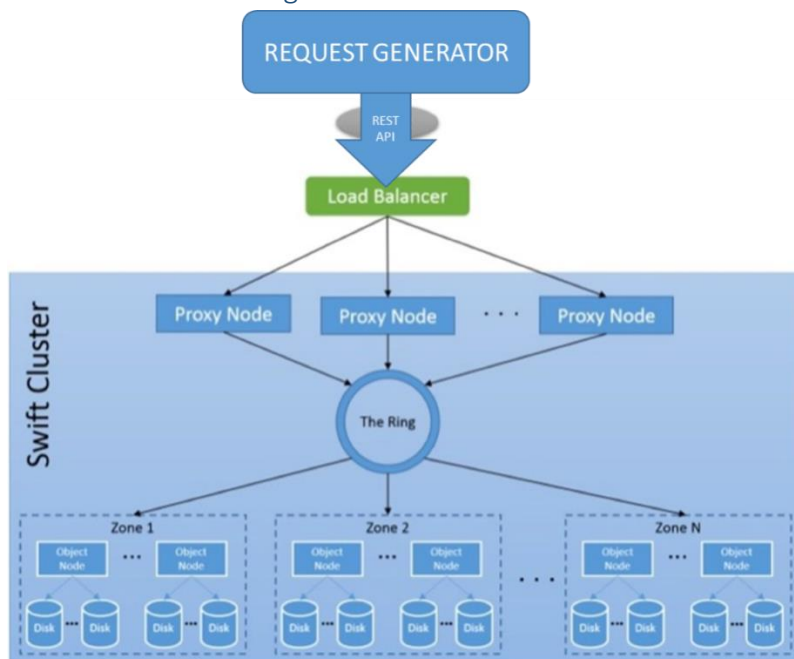 REQUEST GENERATOR
REST
API
Load Balancer
Swift Cluster
Proxy Node Proxy Node . . . Proxy Node
The Ring
Zone 1 Zone 2 Zone N
Object Node ... Object Node Object Node ... Object Node . . . Object Node ... Object Node
Disk ... Disk Disk ... Disk Disk ... Disk Disk ... Disk Disk ... Disk Disk ... Disk